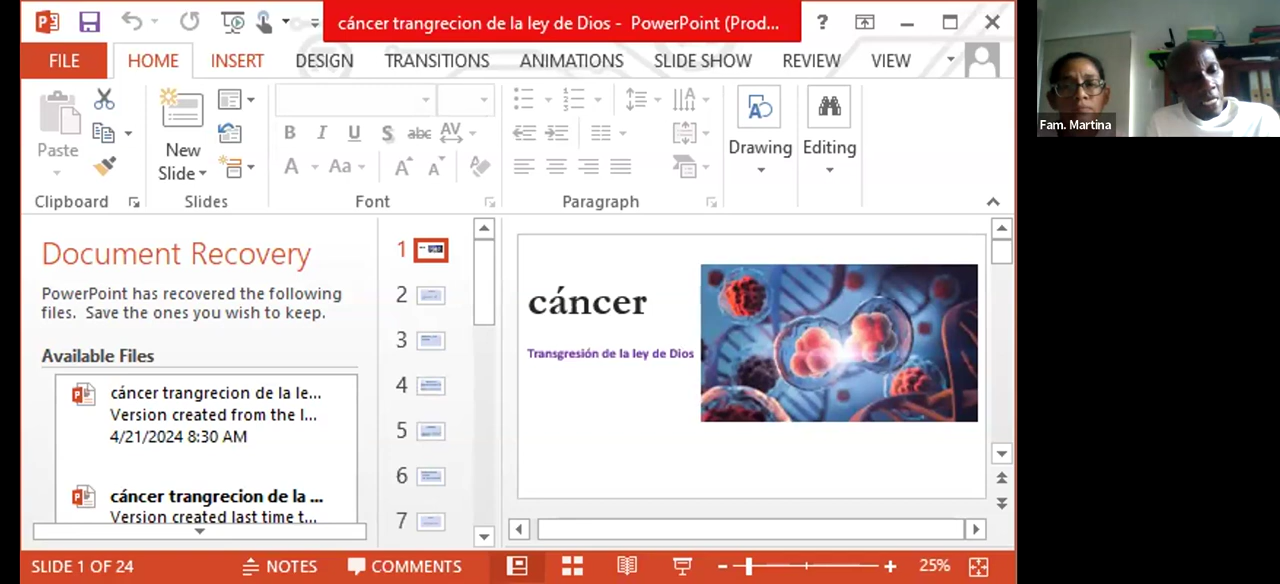 cáncer trangrecion de la ley de Dios - PowerPoint (Prod...
?
FILE HOME INSERT DESIGN TRANSITIONS ANIMATIONS SLIDE SHOW REVIEW VIEW
Paste
New
Slide
B I U S abc AV
A Aa A A
Drawing
Editing
Clipboard
Slides
Font
Paragraph
Document Recovery
PowerPoint has recovered the following
files. Save the ones you wish to keep.
Available Files
cáncer trangrecion de la le...
Version created from the l...
4/21/2024 8:30 AM
cáncer trangrecion de la ...
Version created last time t...
1
2
3
4
5
6
7
cáncer
Transgresión de la ley de Dios
SLIDE 1 OF 24
NOTES
COMMENTS
25%
Fam. Martina